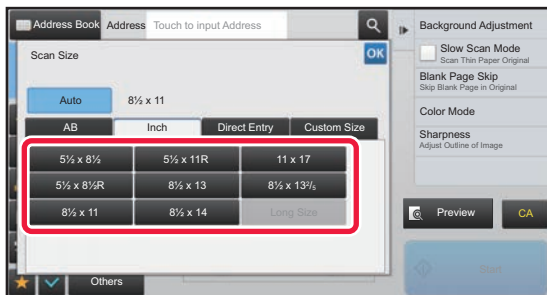 Address Book Address Touch to input Address
Scan Size
OK
Auto 8½ x 11
AB Inch Direct Entry Custom Size
5½ x 8½ 5½ x 11R 11 x 17
5½ x 8½R 8½ x 13 8½ x 13²/₅
8½ x 11 8½ x 14 Long Size
Others
Background Adjustment
Slow Scan Mode
Scan Thin Paper Original
Blank Page Skip
Skip Blank Page in Original
Color Mode
Sharpness
Adjust Outline of Image
Preview CA
Start